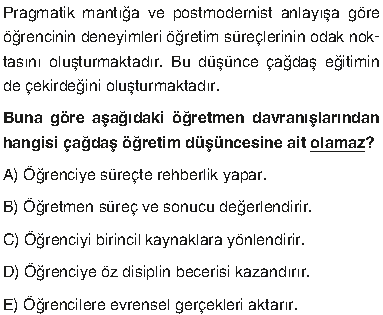 Pragmatik mantığa ve postmodernist anlayışa göre
öğrencinin deneyimleri öğretim süreçlerinin odak nok-
tasını oluşturmaktadır. Bu düşünce çağdaş eğitimin
de çekirdeğini oluşturmaktadır.
Buna göre aşağıdaki öğretmen davranışlarından
hangisi çağdaş öğretim düşüncesine ait olamaz?
A) Öğrenciye süreçte rehberlik yapar.
B) Öğretmen süreç ve sonucu değerlendirir.
C) Öğrenciyi birincil kaynaklara yönlendirir.
D) Öğrenciye öz disiplin becerisi kazandırır.
E) Öğrencilere evrensel gerçekleri aktarır.